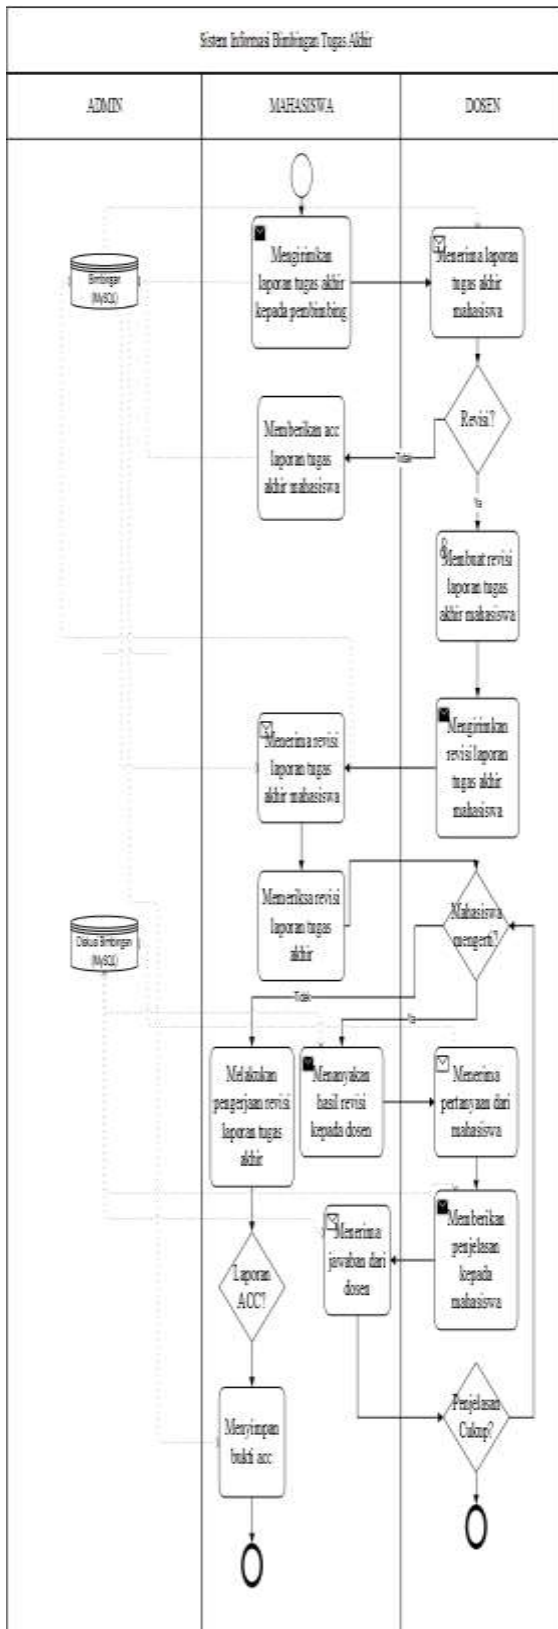 Sistem Informasi Bimbingan Tugas Akhir
ADMIN
MAHASISWA
DOSEN
Bimbingan
(MySQL)
Mengirimkan
laporan tugas akhir
kepada pembimbing
Menerima laporan
tugas akhir
mahasiswa
Revisi?
Memberikan acc
laporan tugas
akhir mahasiswa
Tidak
Ya
Membuat revisi
laporan tugas
akhir mahasiswa
Menerima revisi
laporan tugas
akhir mahasiswa
Mengirimkan
revisi laporan
tugas akhir
mahasiswa
Memeriksa revisi
laporan tugas
akhir
Mahasiswa
mengerti?
Diskusi Bimbingan
(MySQL)
Tidak
Ya
Melakukan
pengerjaan revisi
laporan tugas
akhir
Menanyakan
hasil revisi
kepada dosen
Menerima
pertanyaan dari
mahasiswa
Memberikan
penjelasan
kepada
mahasiswa
Menerima
jawaban dari
dosen
Laporan
ACC?
Menyimpan
bukti acc
Penjelasan
Cukup?